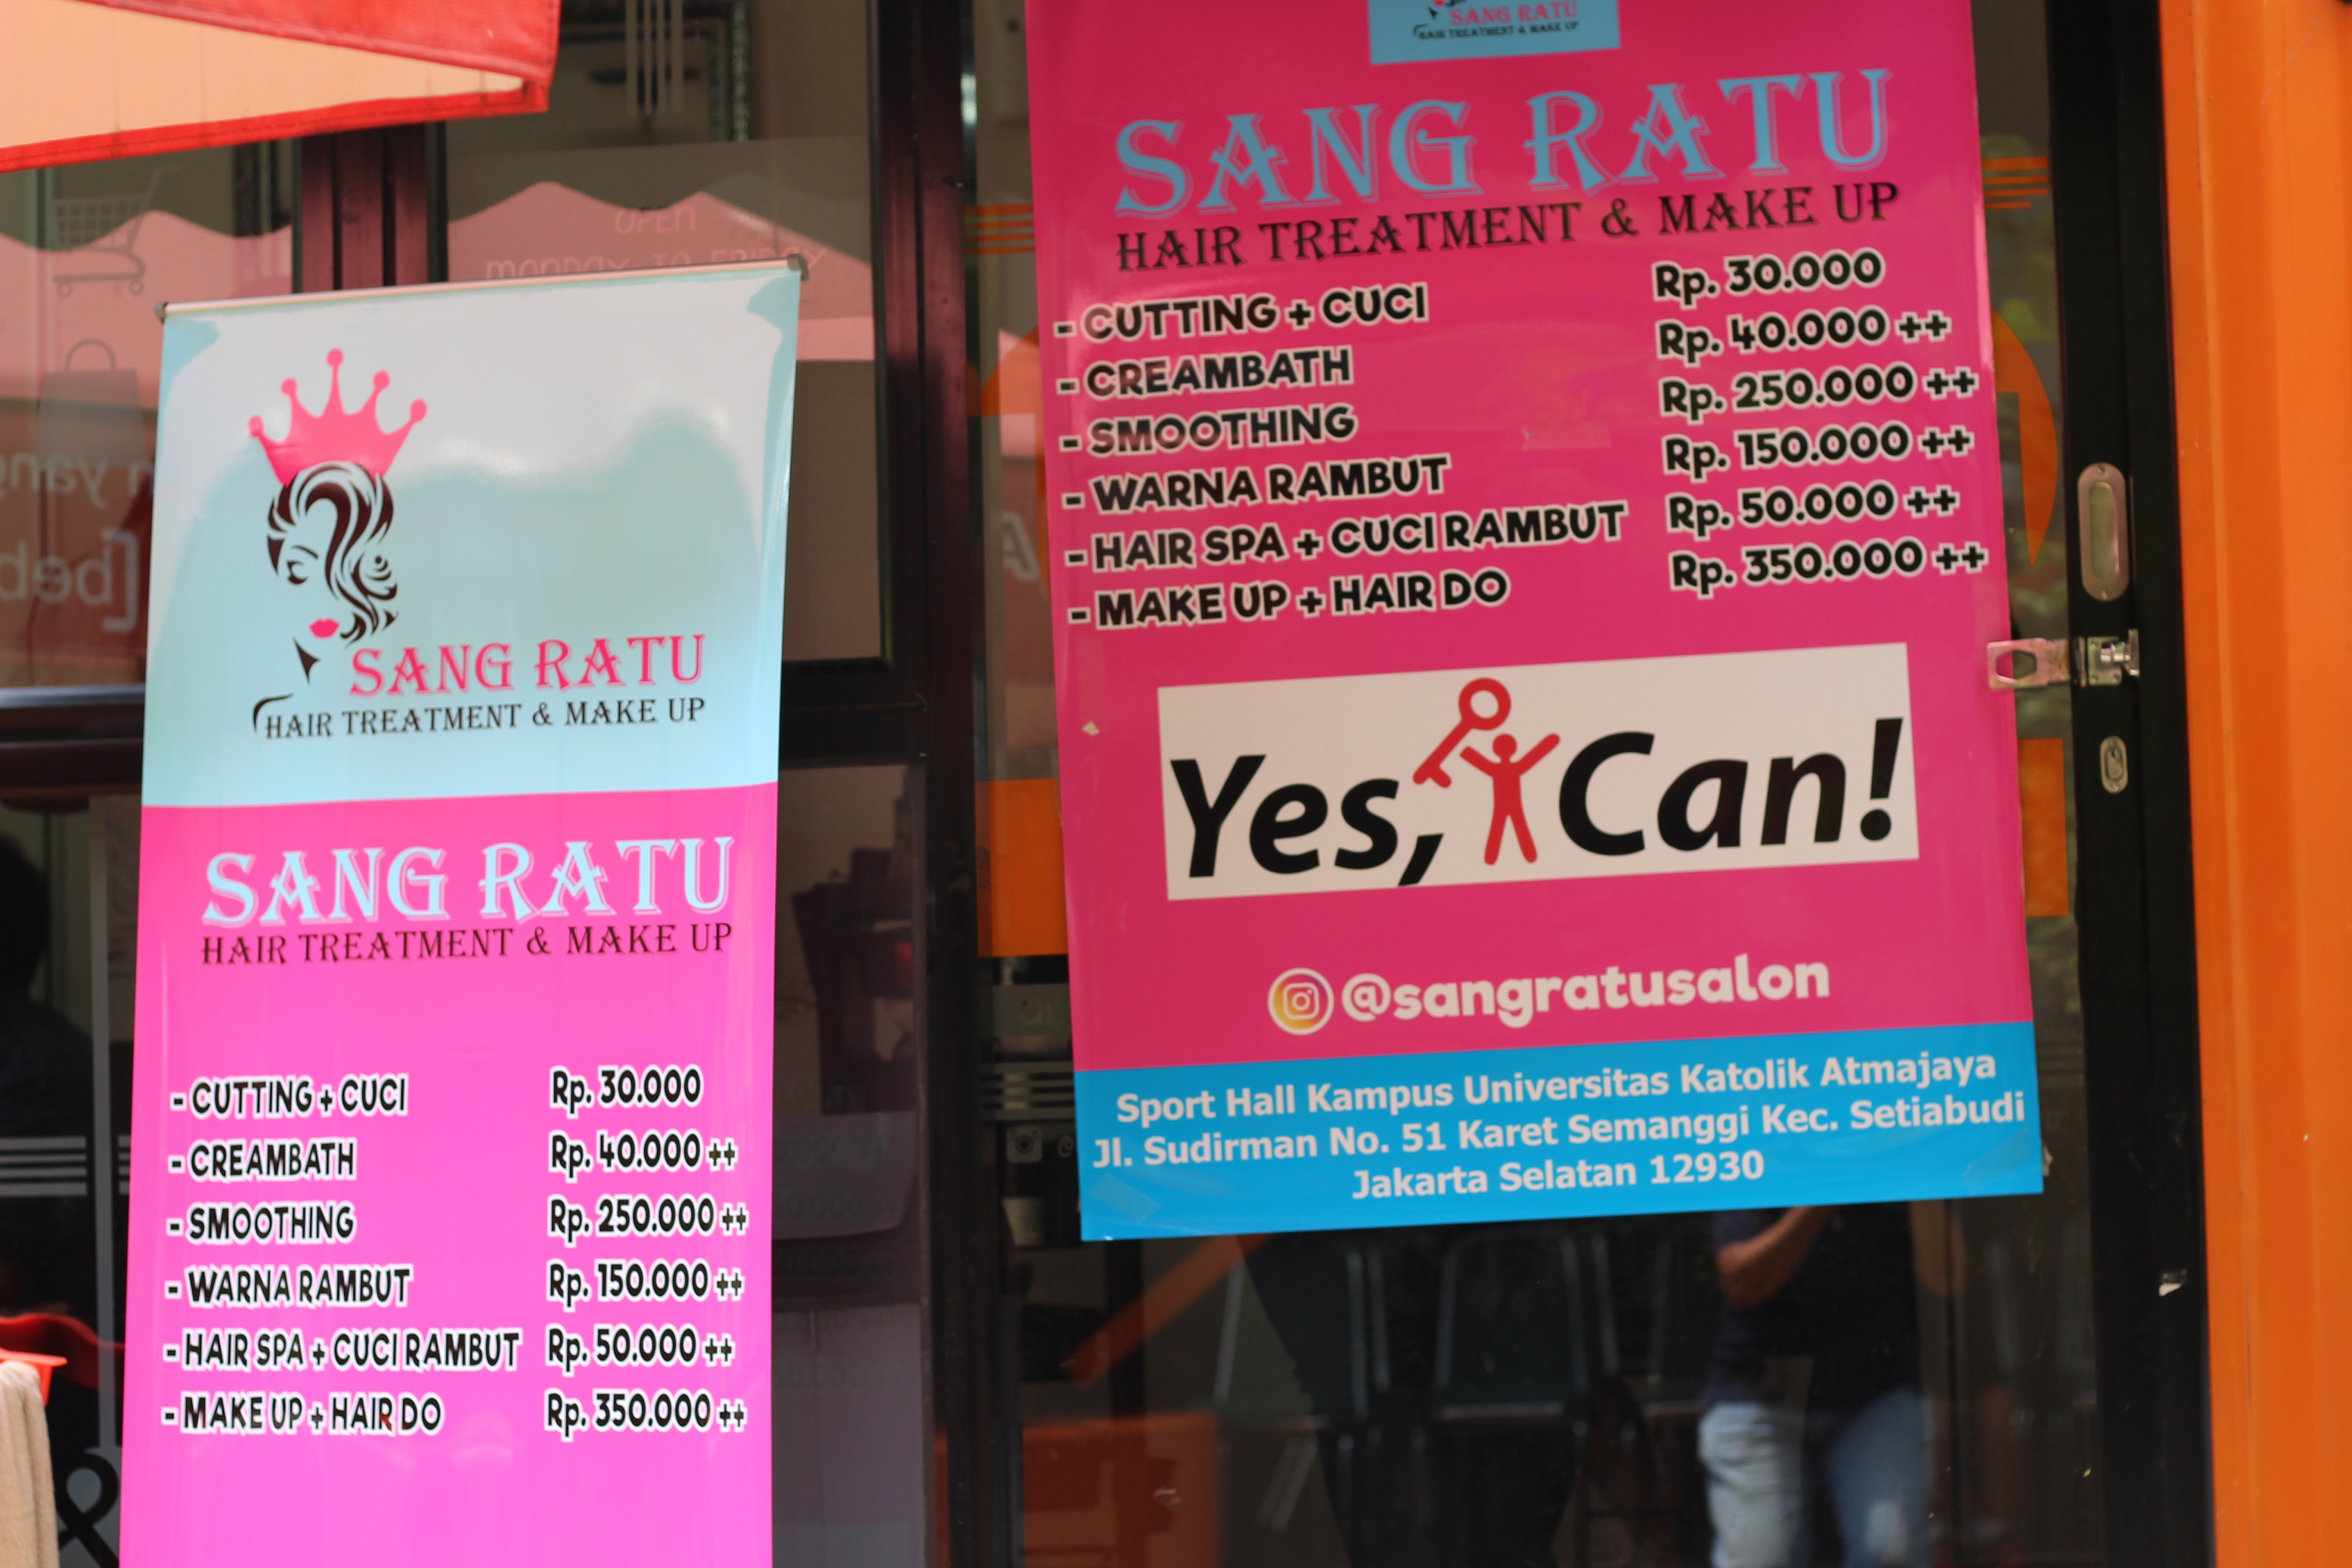 OPEN
MONDAY TO FRIDAY
SANG RATU
HAIR TREATMENT & MAKE UP
SANG RATU
HAIR TREATMENT & MAKE UP
- CUTTING + CUCI Rp. 30.000
- CREAMBATH Rp. 40.000 ++
- SMOOTHING Rp. 250.000 ++
- WARNA RAMBUT Rp. 150.000 ++
- HAIR SPA + CUCI RAMBUT Rp. 50.000 ++
- MAKE UP + HAIR DO Rp. 350.000 ++
SANG RATU
HAIR TREATMENT & MAKE UP
SANG RATU
HAIR TREATMENT & MAKE UP
- CUTTING + CUCI Rp. 30.000
- CREAMBATH Rp. 40.000 ++
- SMOOTHING Rp. 250.000 ++
- WARNA RAMBUT Rp. 150.000 ++
- HAIR SPA + CUCI RAMBUT Rp. 50.000 ++
- MAKE UP + HAIR DO Rp. 350.000 ++
Yes, Can!
@sangratusalon
Sport Hall Kampus Universitas Katolik Atmajaya
Jl. Sudirman No. 51 Karet Semanggi Kec. Setiabudi
Jakarta Selatan 12930
&